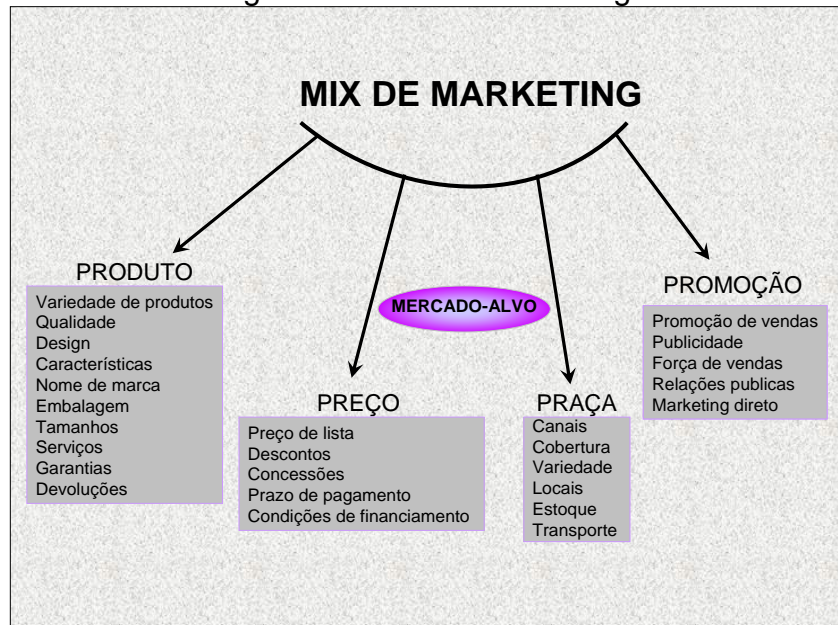 MIX DE MARKETING
PRODUTO
Variedade de produtos
Qualidade
Design
Características
Nome de marca
Embalagem
Tamanhos
Serviços
Garantias
Devoluções
MERCADO-ALVO
PREÇO
Preço de lista
Descontos
Concessões
Prazo de pagamento
Condições de financiamento
PRAÇA
Canais
Cobertura
Variedade
Locais
Estoque
Transporte
PROMOÇÃO
Promoção de vendas
Publicidade
Força de vendas
Relações publicas
Marketing direto